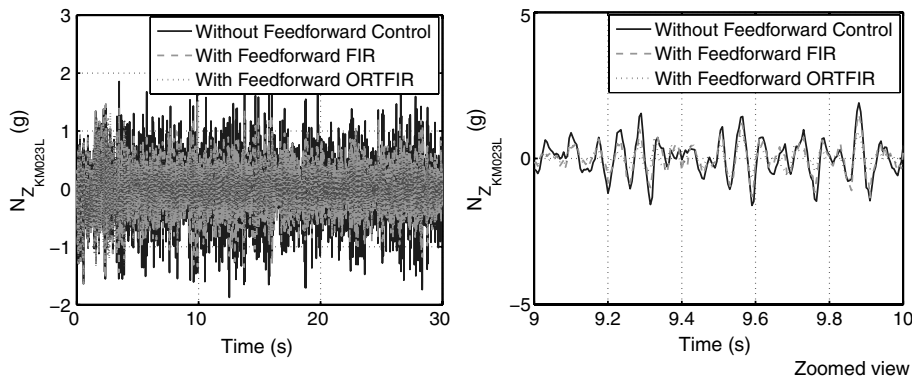 3
2
1
0
−1
−2
0
10
20
30
N_Z_KM023L (g)
Time (s)
Without Feedforward Control
With Feedforward FIR
With Feedforward ORTFIR
5
0
−5
9
9.2
9.4
9.6
9.8
10
N_Z_KM023L (g)
Time (s)
Without Feedforward Control
With Feedforward FIR
With Feedforward ORTFIR
Zoomed view